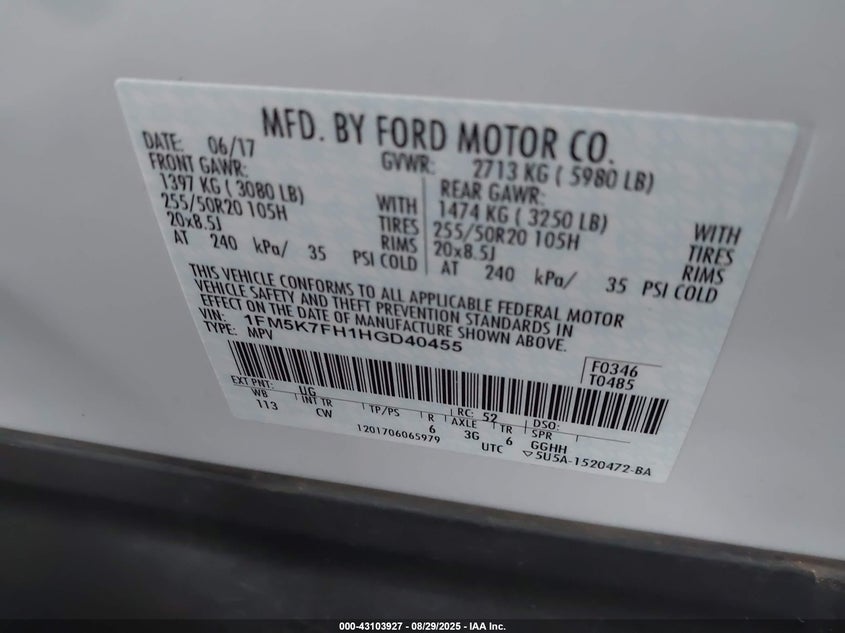 MFD. BY FORD MOTOR CO.
DATE: 06/17 GVWR: 2713 KG ( 5980 LB)
FRONT GAWR: REAR GAWR:
1397 KG ( 3080 LB) WITH 1474 KG ( 3250 LB) WITH
255/50R20 105H TIRES 255/50R20 105H TIRES
20x8.5J RIMS 20x8.5J RIMS
AT 240 kPa/ 35 PSI COLD AT 240 kPa/ 35 PSI COLD
THIS VEHICLE CONFORMS TO ALL APPLICABLE FEDERAL MOTOR
VEHICLE SAFETY AND THEFT PREVENTION STANDARDS IN
EFFECT ON THE DATE OF MANUFACTURE SHOWN ABOVE.
VIN: 1FM5K7FH1HGD40455
TYPE: MPV
F0346
T0485
EXT PNT: UG RC: 52 DSO:
WB INT TR TP/PS R AXLE TR SPR
113 CW 6 3G 6 GGHH
1201706065979 UTC ▽5U5A-1520472-BA
000-43103927 - 08/29/2025 - IAA Inc.